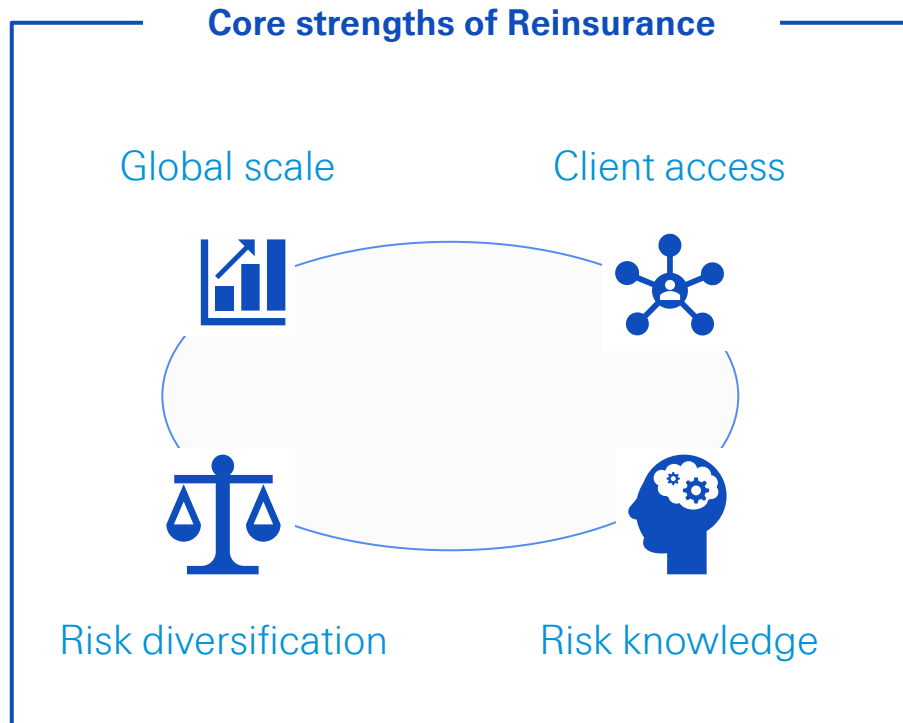 Core strengths of Reinsurance
Global scale
Client access
Risk diversification
Risk knowledge